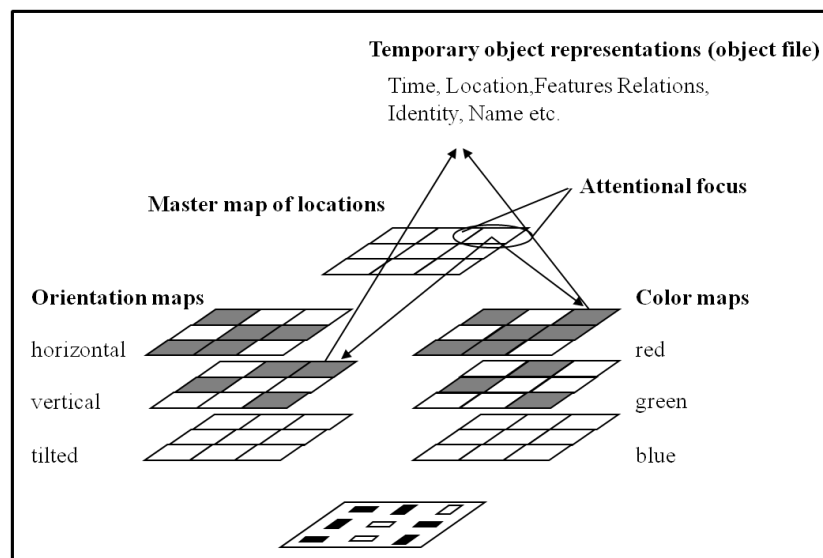 Temporary object representations (object file)
Time, Location,Features Relations,
Identity, Name etc.
Attentional focus
Master map of locations
Orientation maps
horizontal
vertical
tilted
Color maps
red
green
blue